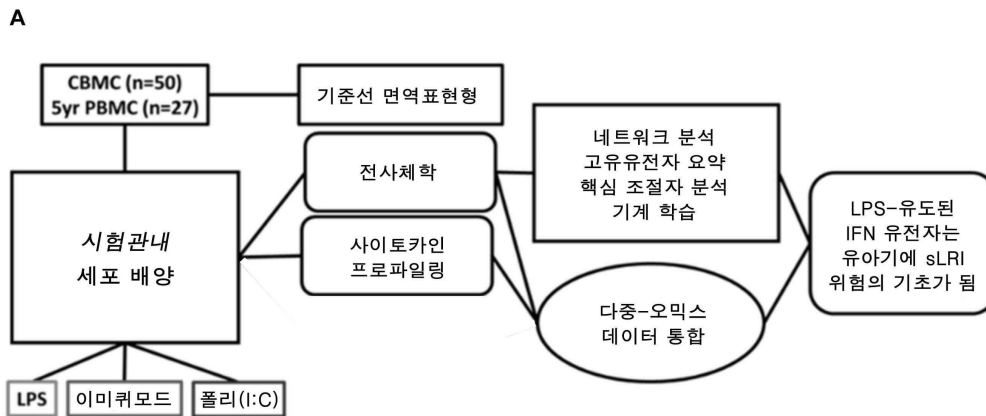 A
CBMC (n=50)
5yr PBMC (n=27)
기준선 면역표현형
전사체학
사이토카인
프로파일링
시험관내
세포 배양
LPS
이미퀴모드
폴리(I:C)
네트워크 분석
고유유전자 요약
핵심 조절자 분석
기계 학습
다중-오믹스
데이터 통합
LPS-유도된
IFN 유전자는
유아기에 sLRI
위험의 기초가 됨